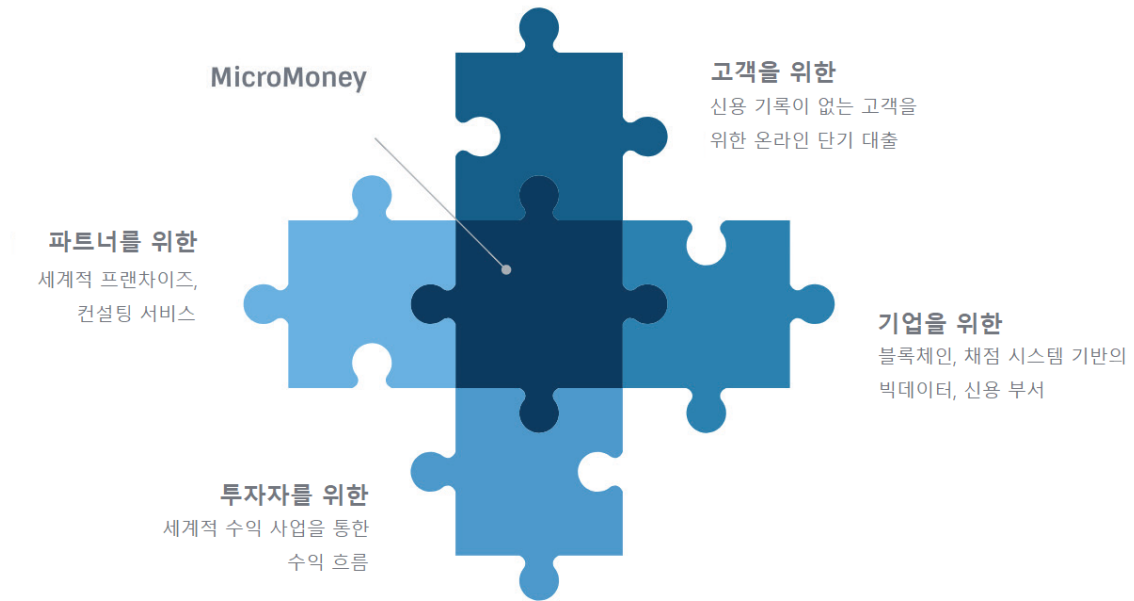 MicroMoney
고객을 위한
신용 기록이 없는 고객을
위한 온라인 단기 대출
파트너를 위한
세계적 프랜차이즈,
컨설팅 서비스
기업을 위한
블록체인, 채점 시스템 기반의
빅데이터, 신용 부서
투자자를 위한
세계적 수익 사업을 통한
수익 흐름